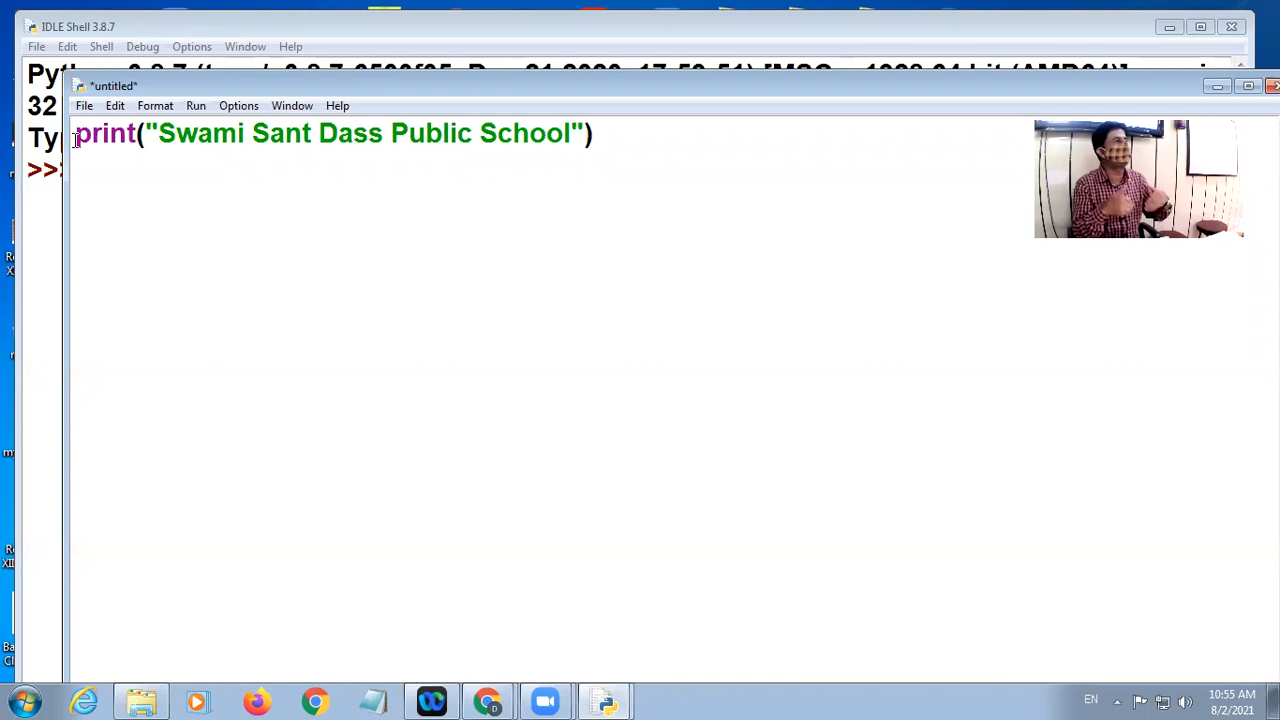 IDLE Shell 3.8.7
File Edit Shell Debug Options Window Help
32
>>>
*untitled*
File Edit Format Run Options Window Help
print("Swami Sant Dass Public School")
EN
10:55 AM
8/2/2021